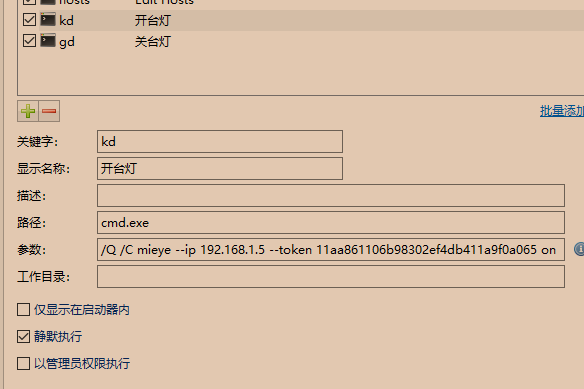 hosts Edit Hosts
kd 开台灯
gd 关台灯
批量添加
关键字： kd
显示名称： 开台灯
描述：
路径： cmd.exe
参数： /Q /C mieye --ip 192.168.1.5 --token 11aa861106b98302ef4db411a9f0a065 on
工作目录：
仅显示在启动器内
静默执行
以管理员权限执行